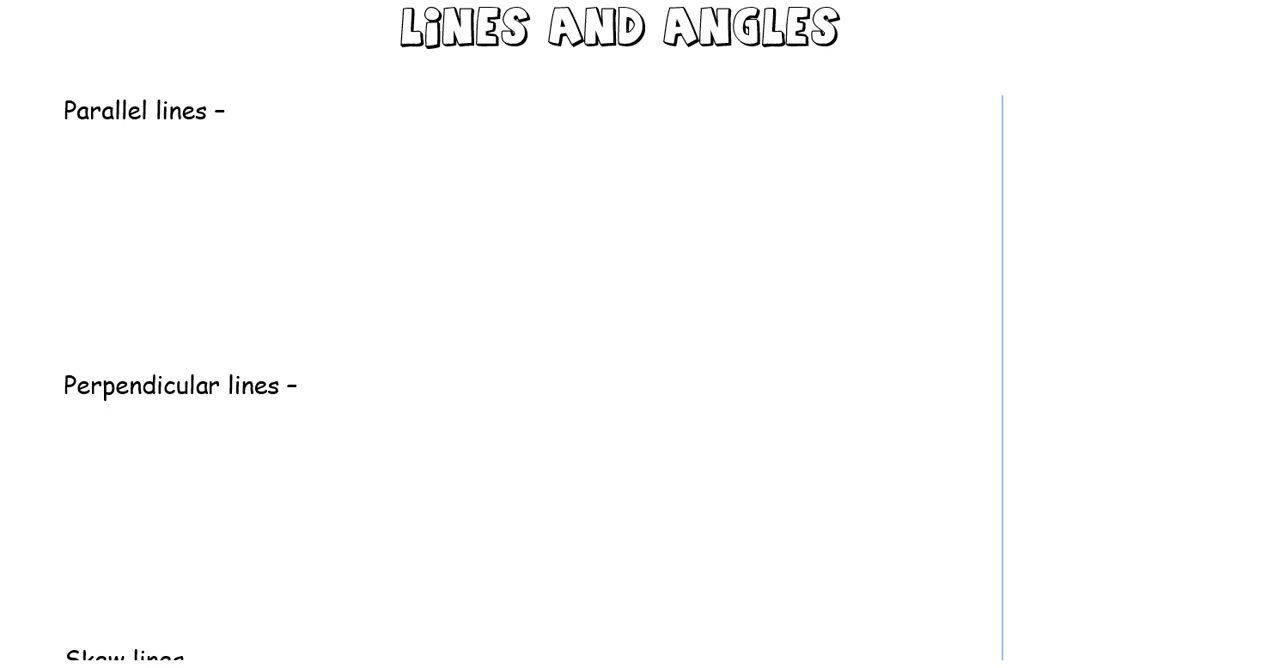 LiNES AND ANGLES
Parallel lines –
Perpendicular lines –
Skew lines